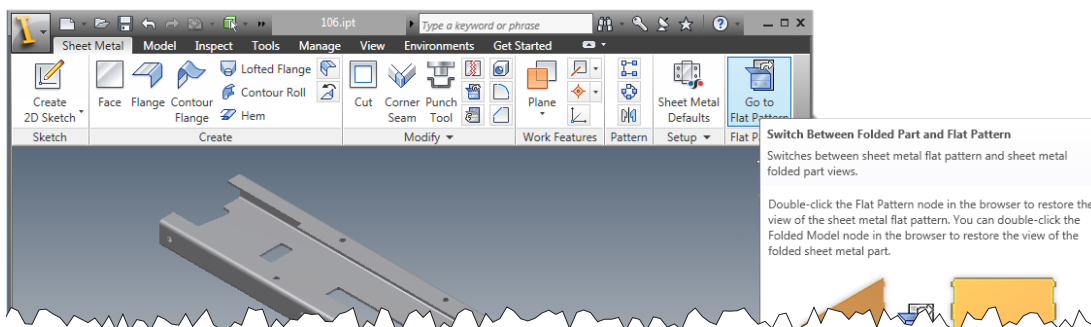 106.ipt
Type a keyword or phrase
Sheet Metal Model Inspect Tools Manage View Environments Get Started
Lofted Flange
Contour Roll
Hem
Create 2D Sketch
Face Flange Contour Flange
Cut Corner Seam Punch Tool
Plane
Sheet Metal Defaults
Go to Flat Pattern
Sketch Create Modify Work Features Pattern Setup Flat P
Switch Between Folded Part and Flat Pattern
Switches between sheet metal flat pattern and sheet metal
folded part views.
Double-click the Flat Pattern node in the browser to restore the
view of the sheet metal flat pattern. You can double-click the
Folded Model node in the browser to restore the view of the
folded sheet metal part.